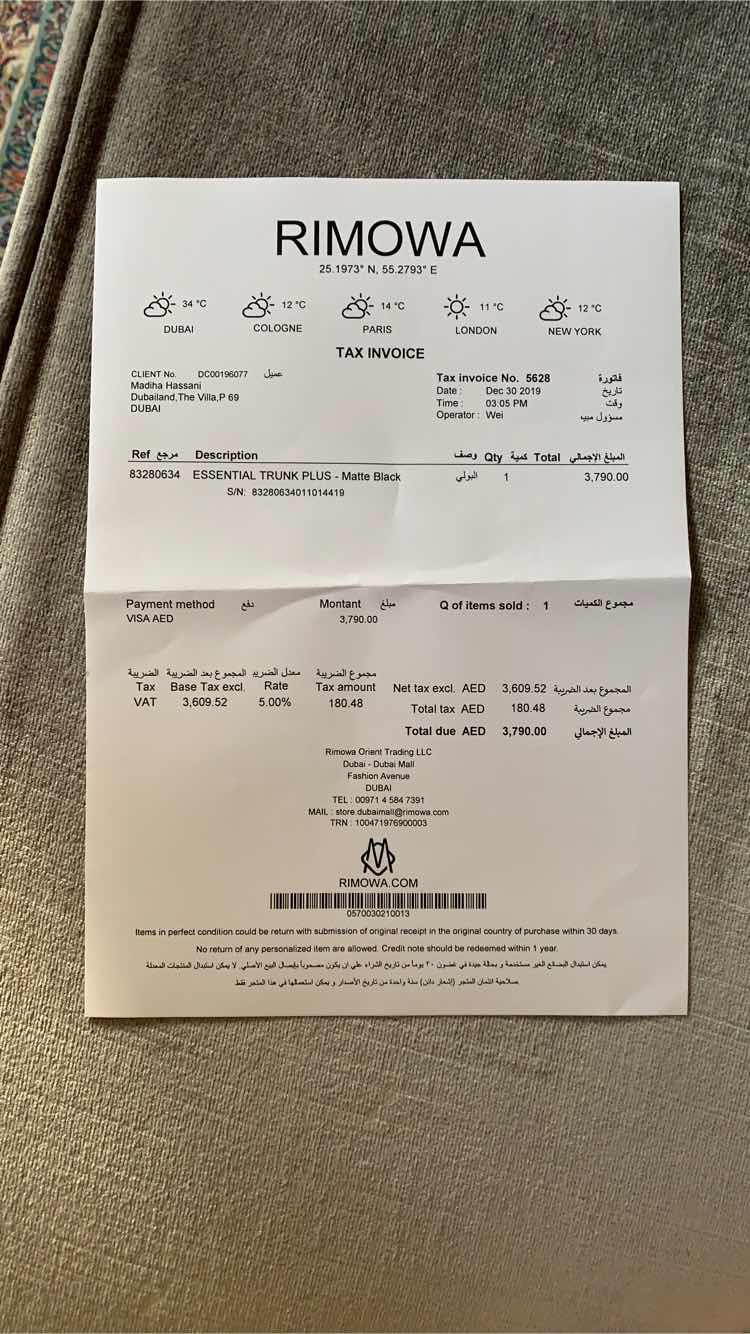 RIMOWA
25.1973° N, 55.2793° E
34 °C 12 °C 14 °C 11 °C 12 °C
DUBAI COLOGNE PARIS LONDON NEW YORK
TAX INVOICE
CLIENT No. DC00196077 عميل
Madiha Hassani
Dubailand,The Villa,P 69
DUBAI
Tax invoice No. 5628 فاتورة
Date : Dec 30 2019 تاريخ
Time : 03:05 PM وقت
Operator : Wei مسؤول مبيه
Ref مرجع Description وصف Qty كمية Total المبلغ الإجمالي
83280634 ESSENTIAL TRUNK PLUS - Matte Black البولي 1 3,790.00
S/N: 83280634011014419
Payment method دفع Montant مبلغ Q of items sold : 1 مجموع الكميات
VISA AED 3,790.00
الضريبة المجموع بعد الضريبة معدل الضريب مجموع الضريبة
Tax Base Tax excl. Rate Tax amount
VAT 3,609.52 5.00% 180.48
Net tax excl. AED 3,609.52 المجموع بعد الضريبة
Total tax AED 180.48 مجموع الضريبة
Total due AED 3,790.00 المبلغ الإجمالي
Rimowa Orient Trading LLC
Dubai - Dubai Mall
Fashion Avenue
DUBAI
TEL : 00971 4 584 7391
MAIL : store.dubaimall@rimowa.com
TRN : 100471976900003
RIMOWA.COM
0570030210013
Items in perfect condition could be return with submission of original receipt in the original country of purchase within 30 days.
No return of any personalized item are allowed. Credit note should be redeemed within 1 year.
يمكن استبدال البضائع الغير مستخدمة و بحالة جيدة في غضون ٣٠ يوماً من تاريخ الشراء علي ان يكون مصحوباً بإيصال البيع الأصلي. لا يمكن استبدال المنتجات المعدلة
صلاحية ائتمان المتجر (إشعار دائن) سنة واحدة من تاريخ الأصدار و يمكن استعمالها في هذا المتجر فقط.